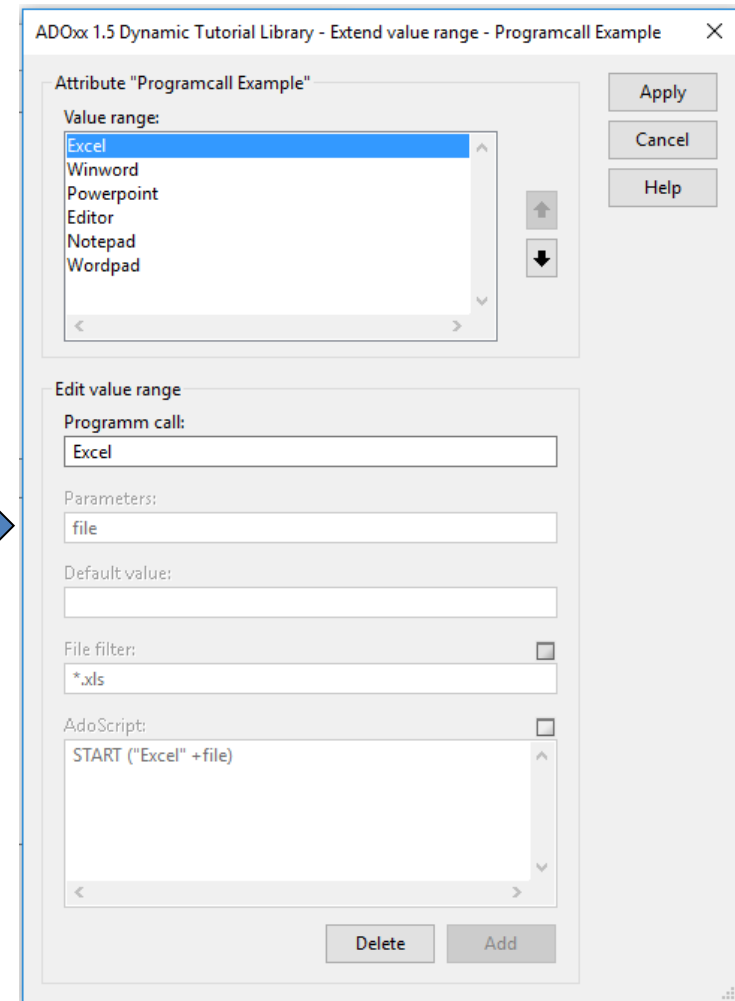 ADOxx 1.5 Dynamic Tutorial Library - Extend value range - Programcall Example
Attribute "Programcall Example"
Value range:
Excel
Winword
Powerpoint
Editor
Notepad
Wordpad
Apply
Cancel
Help
Edit value range
Programm call:
Excel
Parameters:
file
Default value:
File filter:
*.xls
AdoScript:
START ("Excel" +file)
Delete
Add